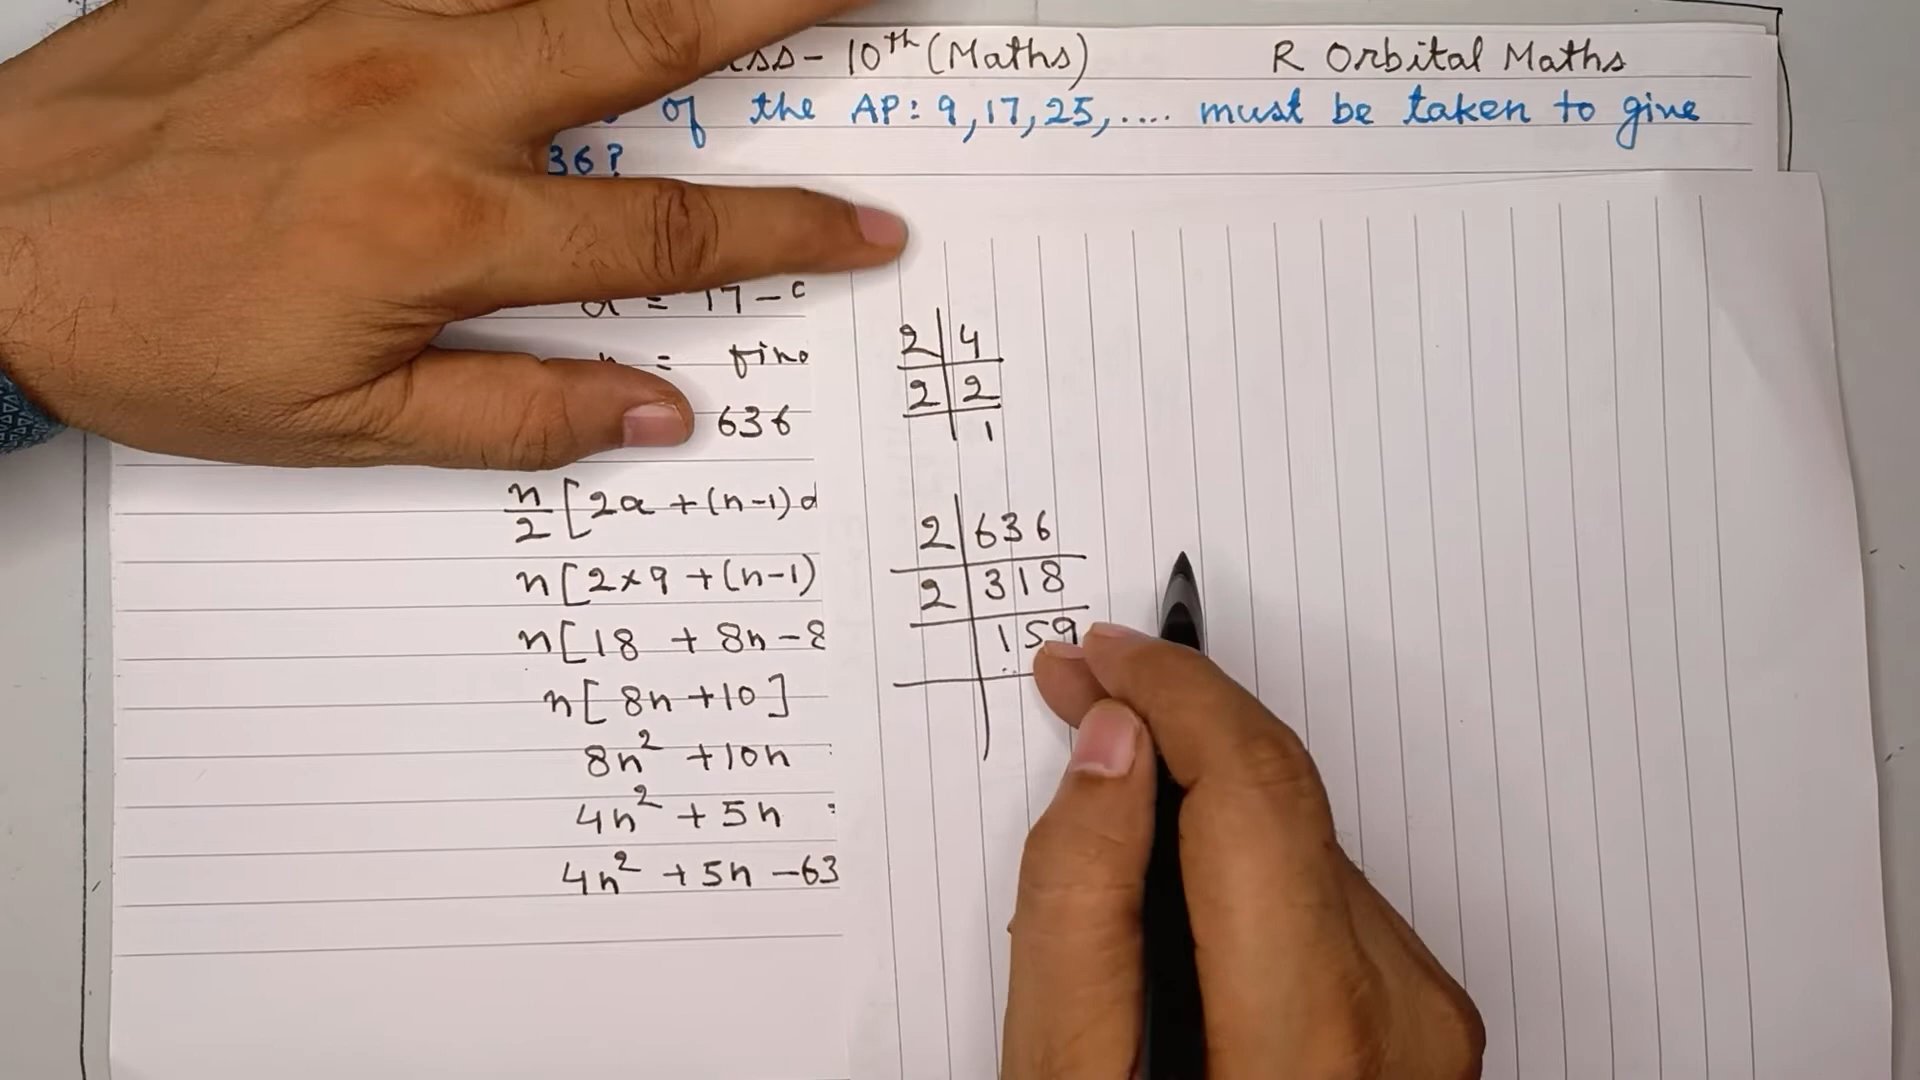 10th (Maths) R Orbital Maths
of the AP: 9, 17, 25, .... must be taken to give
36?
= 17 -
=
636
n/2 [2a + (n-1) d
n [2×9 + (n-1)
n [18 + 8n - 8
n [8n + 10]
8n² + 10n
4n² + 5n
4n² + 5n - 63
2 4
2 2
1
2 636
2 318
159